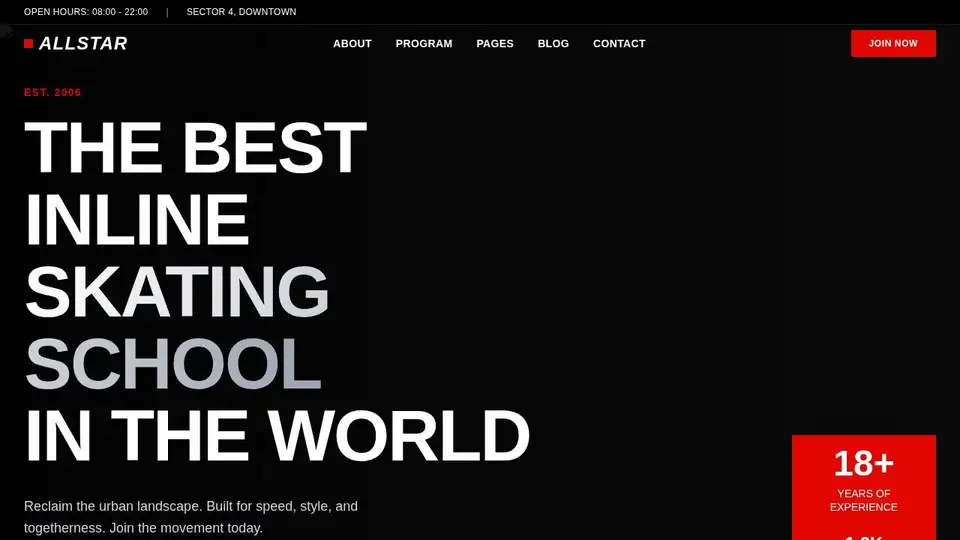 OPEN HOURS: 08:00 - 22:00 | SECTOR 4, DOWNTOWN
ALLSTAR
ABOUT PROGRAM PAGES BLOG CONTACT
JOIN NOW
EST. 2006
THE BEST
INLINE
SKATING
SCHOOL
IN THE WORLD
Reclaim the urban landscape. Built for speed, style, and
togetherness. Join the movement today.
18+
YEARS OF
EXPERIENCE